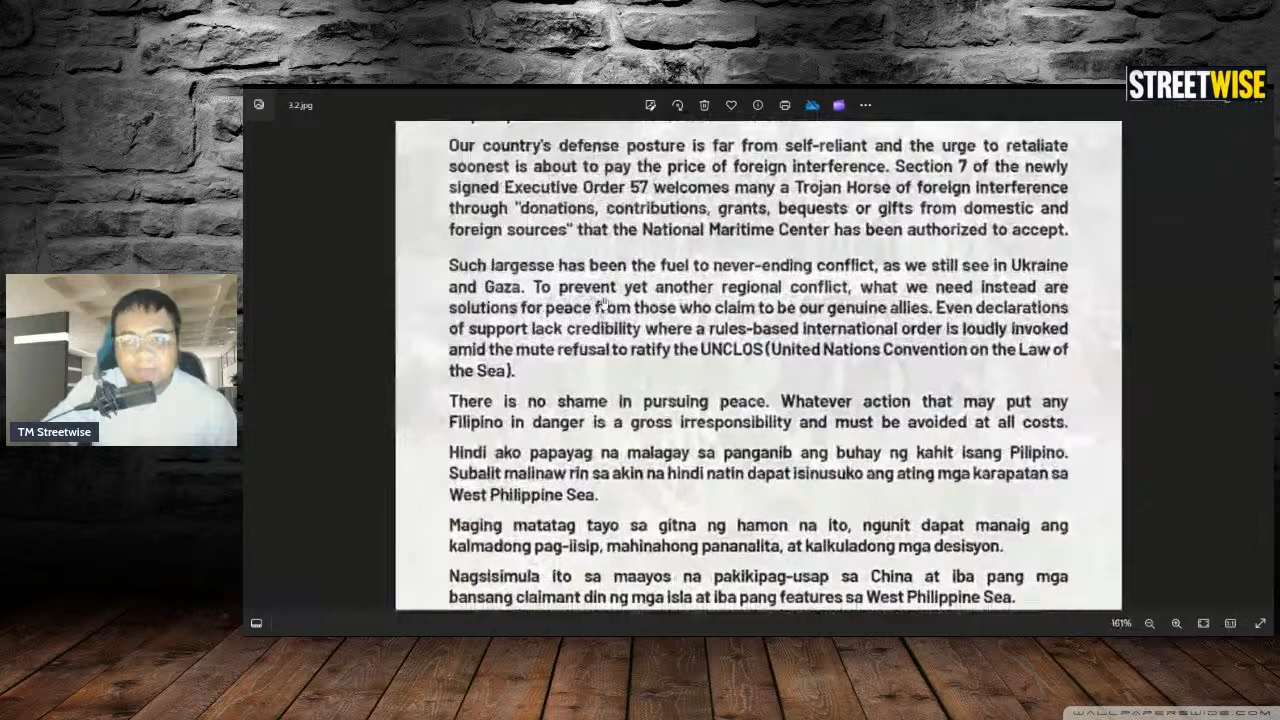 STREETWISE
3.2.jpg
Our country's defense posture is far from self-reliant and the urge to retaliate
soonest is about to pay the price of foreign interference. Section 7 of the newly
signed Executive Order 57 welcomes many a Trojan Horse of foreign interference
through "donations, contributions, grants, bequests or gifts from domestic and
foreign sources" that the National Maritime Center has been authorized to accept.
Such largesse has been the fuel to never-ending conflict, as we still see in Ukraine
and Gaza. To prevent yet another regional conflict, what we need instead are
solutions for peace from those who claim to be our genuine allies. Even declarations
of support lack credibility where a rules-based international order is loudly invoked
amid the mute refusal to ratify the UNCLOS (United Nations Convention on the Law of
the Sea).
There is no shame in pursuing peace. Whatever action that may put any
Filipino in danger is a gross irresponsibility and must be avoided at all costs.
Hindi ako papayag na malagay sa panganib ang buhay ng kahit isang Pilipino.
Subalit malinaw rin sa akin na hindi natin dapat isinusuko ang ating mga karapatan sa
West Philippine Sea.
Maging matatag tayo sa gitna ng hamon na ito, ngunit dapat manaig ang
kalmadong pag-iisip, mahinahong pananalita, at kalkuladong mga desisyon.
Nagsisimula ito sa maayos na pakikipag-usap sa China at iba pang mga
bansang claimant din ng mga isla at iba pang features sa West Philippine Sea.
TM Streetwise
161%
WALLPAPERSWIDE.COM